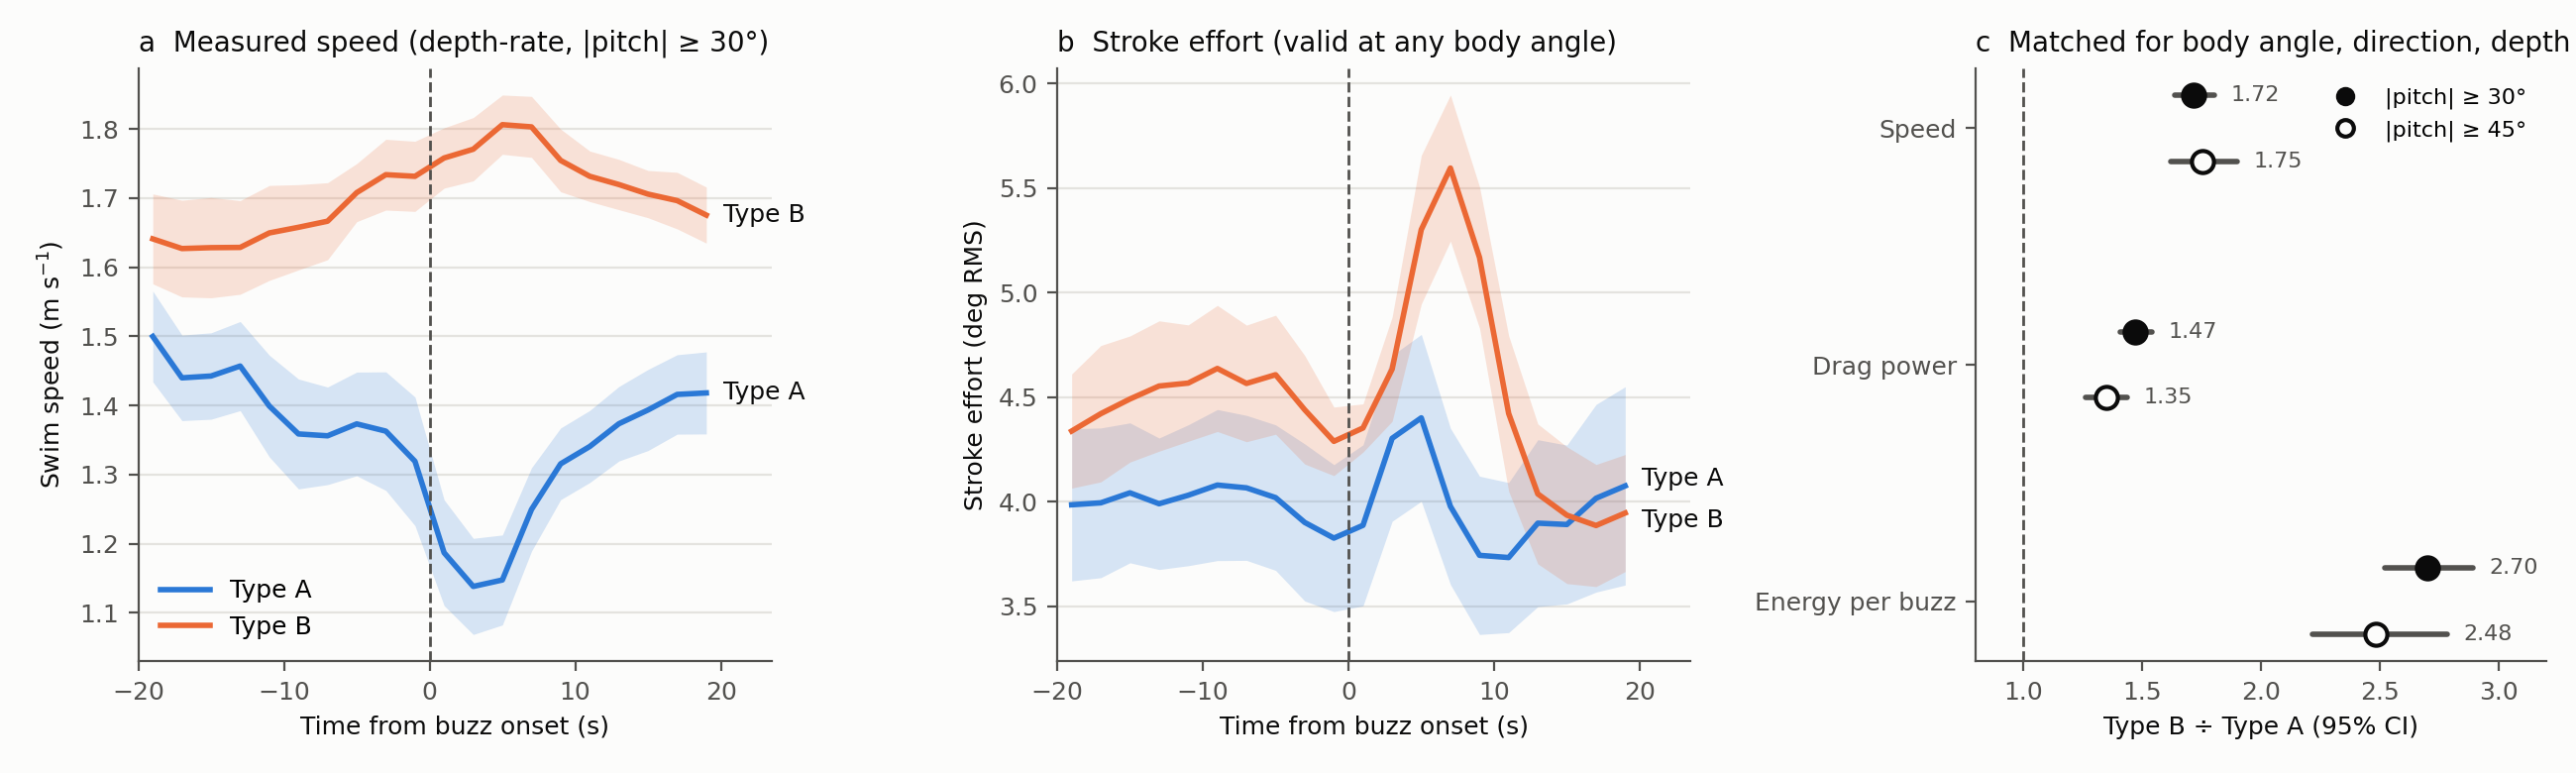 a Measured speed (depth-rate, |pitch| ≥ 30°)
Swim speed (m s⁻¹)
1.8
1.7
1.6
1.5
1.4
1.3
1.2
1.1
Type B
Type A
Type A
Type B
−20
−10
0
10
20
Time from buzz onset (s)
b Stroke effort (valid at any body angle)
Stroke effort (deg RMS)
6.0
5.5
5.0
4.5
4.0
3.5
Type A
Type B
−20
−10
0
10
20
Time from buzz onset (s)
c Matched for body angle, direction, depth
|pitch| ≥ 30°
|pitch| ≥ 45°
Speed
1.72
1.75
Drag power
1.47
1.35
Energy per buzz
2.70
2.48
1.0
1.5
2.0
2.5
3.0
Type B ÷ Type A (95% CI)